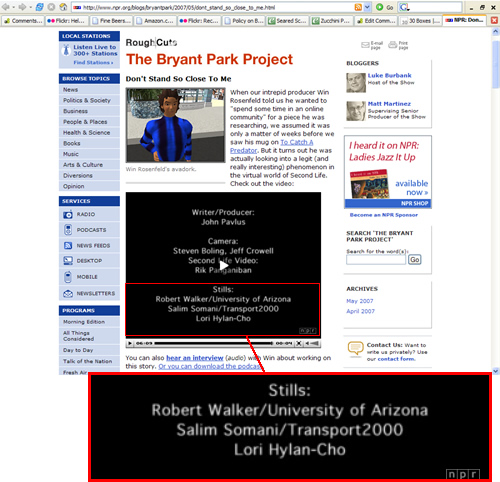 http://www.npr.org/blogs/bryantpark/2007/05/dont_stand_so_close_to_me.html
Go
Comments...
Flickr: Hel...
Fine Beers...
Amazon.c...
Flickr: Rec...
del.icio.us/Pol
Seared Sc...
Zucchini P
Edit Comm...
30 Boxes |...
NPR: Don...
LOCAL STATIONS
Listen Live to
300+ Stations
Find Stations
BROWSE TOPICS
News
Politics & Society
Business
People & Places
Health & Science
Books
Music
Arts & Culture
Diversions
Opinion
SERVICES
RADIO
PODCASTS
NEWS FEEDS
DESKTOP
MOBILE
NEWSLETTERS
PROGRAMS
Morning Edition
All Things
Considered
Day to Day
Talk of the Nation
Fresh Air
Rough Cuts
E-mail
page
Print
page
The Bryant Park Project
Don't Stand So Close To Me
When our intrepid producer Win
Rosenfeld told us he wanted to
"spend some time in an online
community" for a piece he was
researching, we assumed it was
only a matter of weeks before we
saw his mug on To Catch A
Predator. But it turns out he was
actually looking into a legit (and
really interesting) phenomenon in
the virtual world of Second Life.
Check out the video:
Win Rosenfeld's avadork.
Writer/Producer:
John Pavlus
Camera:
Steven Boling, Jeff Crowell
Second Life Video:
Rik Panganiban
Stills:
Robert Walker/University of Arizona
Salim Somani/Transport2000
Lori Hylan-Cho
npr
06:09
00:04
You can also hear an interview (audio) with Win about working on
this story. Or you can download the podcast
BLOGGERS
Luke Burbank
Host of the Show
Matt Martinez
Supervising Senior
Producer of the Show
I heard it on NPR:
Ladies Jazz It Up
available
now »
NPR SHOP
Become an NPR Sponsor
SEARCH 'THE BRYANT
PARK PROJECT'
Search for the word(s):
Go
ARCHIVES
May 2007
April 2007
Contact Us: Want to
write us privately? Use
our contact form.
Stills:
Robert Walker/University of Arizona
Salim Somani/Transport2000
Lori Hylan-Cho
npr